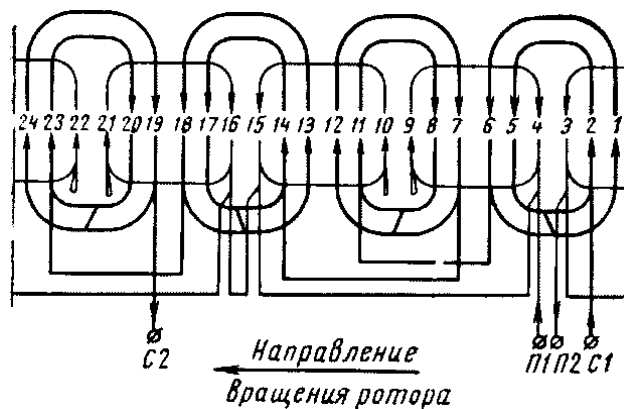 24 23 22 21 20 19 18 17 16 15 14 13 12 11 10 9 8 7 6 5 4 3 2 1
С2 П1 П2 С1
Направление
вращения ротора